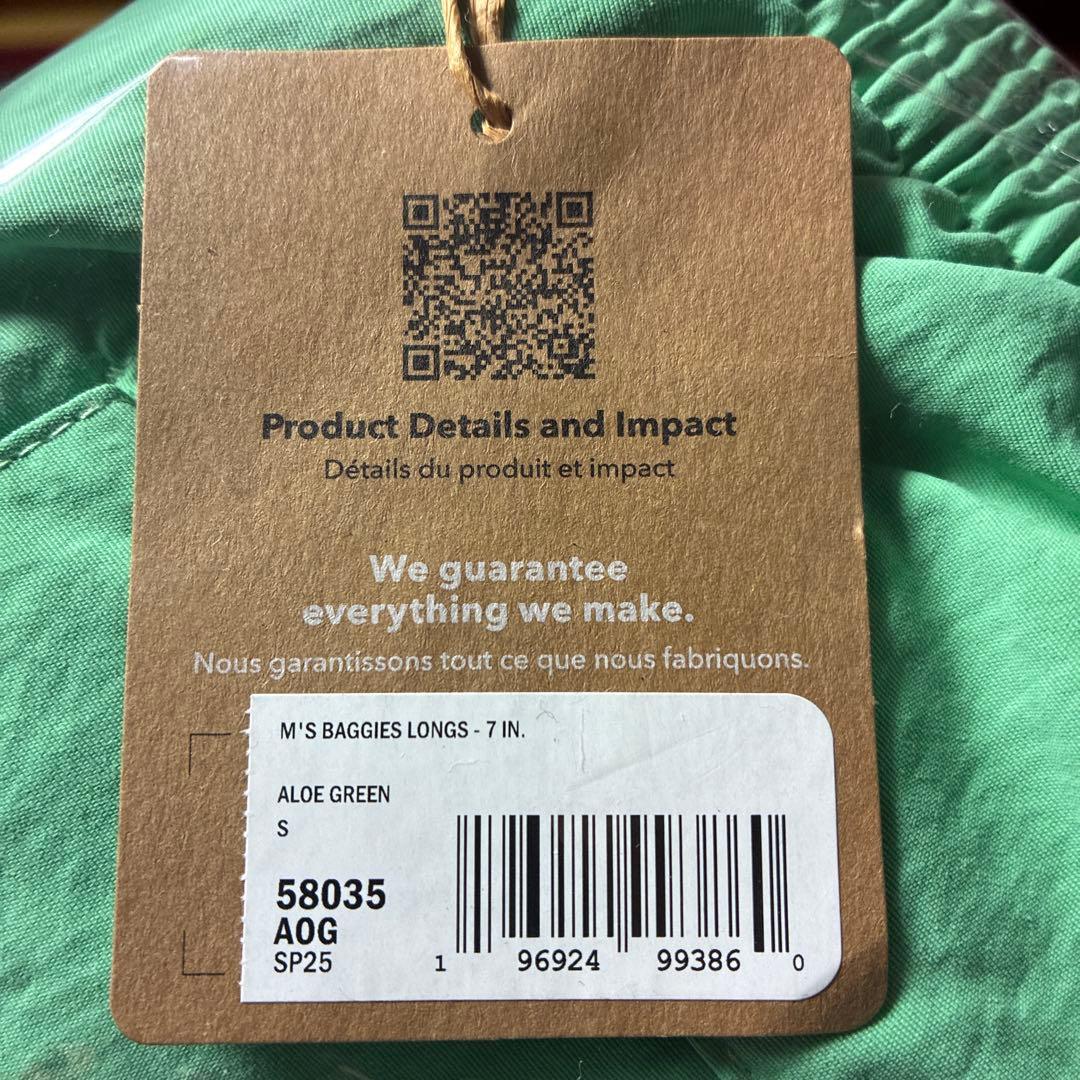 Product Details and Impact
Détails du produit et impact
We guarantee
everything we make.
Nous garantissons tout ce que nous fabriquons.
M'S BAGGIES LONGS - 7 IN.
ALOE GREEN
S
58035
AOG
SP25
1 96924 99386 0